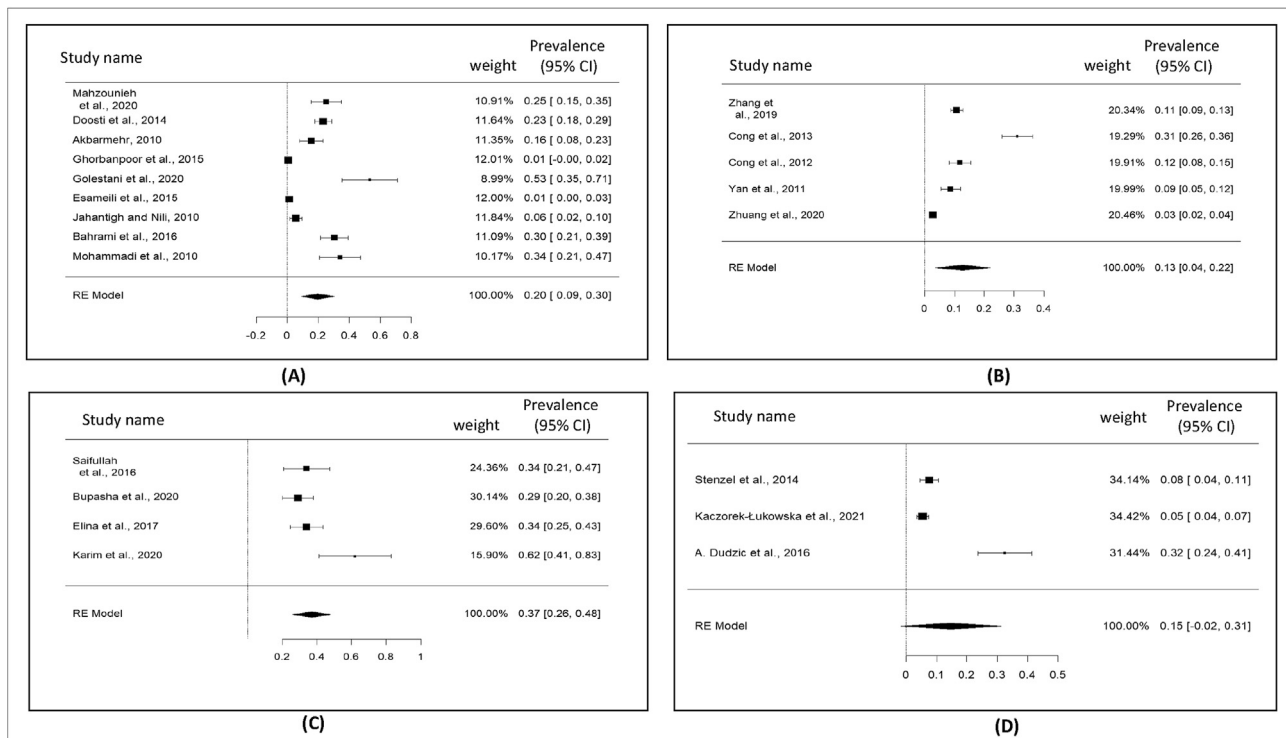 Study name weight Prevalence
(95% CI)
Mahzounieh
et al., 2020 10.91% 0.25 [ 0.15, 0.35]
Doosti et al., 2014 11.64% 0.23 [ 0.18, 0.29]
Akbarmehr, 2010 11.35% 0.16 [ 0.08, 0.23]
Ghorbanpoor et al., 2015 12.01% 0.01 [-0.00, 0.02]
Golestani et al., 2020 8.99% 0.53 [ 0.35, 0.71]
Esameili et al., 2015 12.00% 0.01 [ 0.00, 0.03]
Jahantigh and Nili, 2010 11.84% 0.06 [ 0.02, 0.10]
Bahrami et al., 2016 11.09% 0.30 [ 0.21, 0.39]
Mohammadi et al., 2010 10.17% 0.34 [ 0.21, 0.47]
RE Model 100.00% 0.20 [ 0.09, 0.30]
-0.2 0 0.2 0.4 0.6 0.8
(A)
Study name weight Prevalence
(95% CI)
Zhang et
al., 2019 20.34% 0.11 [0.09, 0.13]
Cong et al., 2013 19.29% 0.31 [0.26, 0.36]
Cong et al., 2012 19.91% 0.12 [0.08, 0.15]
Yan et al., 2011 19.99% 0.09 [0.05, 0.12]
Zhuang et al., 2020 20.46% 0.03 [0.02, 0.04]
RE Model 100.00% 0.13 [0.04, 0.22]
0 0.1 0.2 0.3 0.4
(B)
Study name weight Prevalence
(95% CI)
Saifullah
et al., 2016 24.36% 0.34 [0.21, 0.47]
Bupasha et al., 2020 30.14% 0.29 [0.20, 0.38]
Elina et al., 2017 29.60% 0.34 [0.25, 0.43]
Karim et al., 2020 15.90% 0.62 [0.41, 0.83]
RE Model 100.00% 0.37 [0.26, 0.48]
0.2 0.4 0.6 1
(C)
Study name weight Prevalence
(95% CI)
Stenzel et al., 2014 34.14% 0.08 [ 0.04, 0.11]
Kaczorek-Łukowska et al., 2021 34.42% 0.05 [ 0.04, 0.07]
A. Dudzic et al., 2016 31.44% 0.32 [ 0.24, 0.41]
RE Model 100.00% 0.15 [-0.02, 0.31]
0 0.1 0.2 0.3 0.4 0.5
(D)